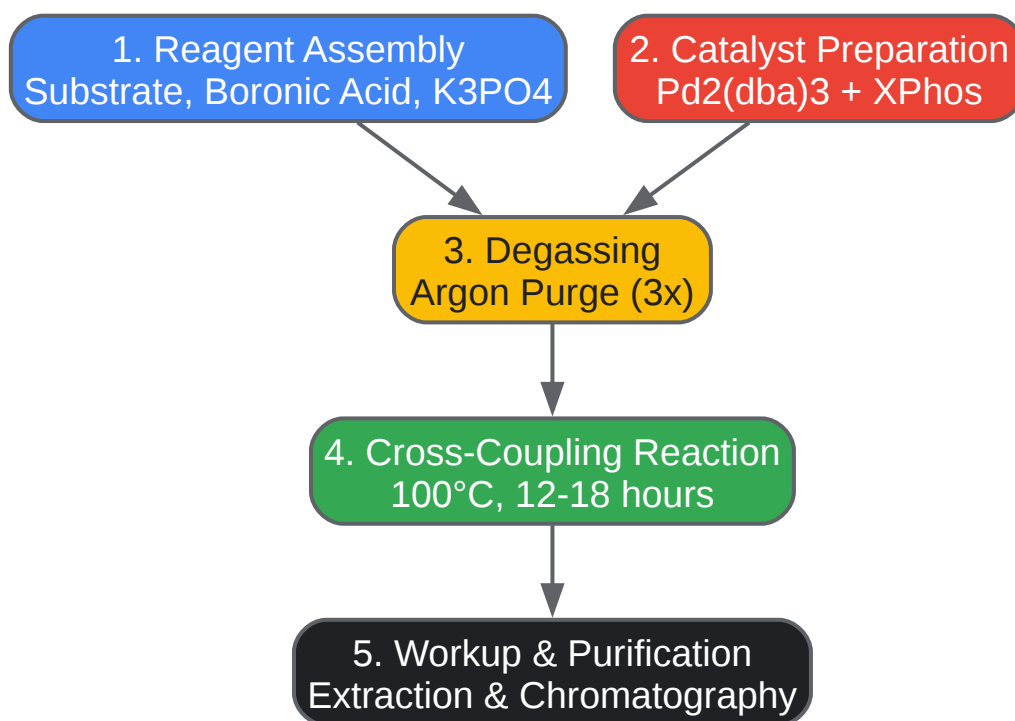 1. Reagent Assembly
Substrate, Boronic Acid, K3PO4
2. Catalyst Preparation
Pd2(dba)3 + XPhos
3. Degassing
Argon Purge (3x)
4. Cross-Coupling Reaction
100°C, 12-18 hours
5. Workup & Purification
Extraction & Chromatography